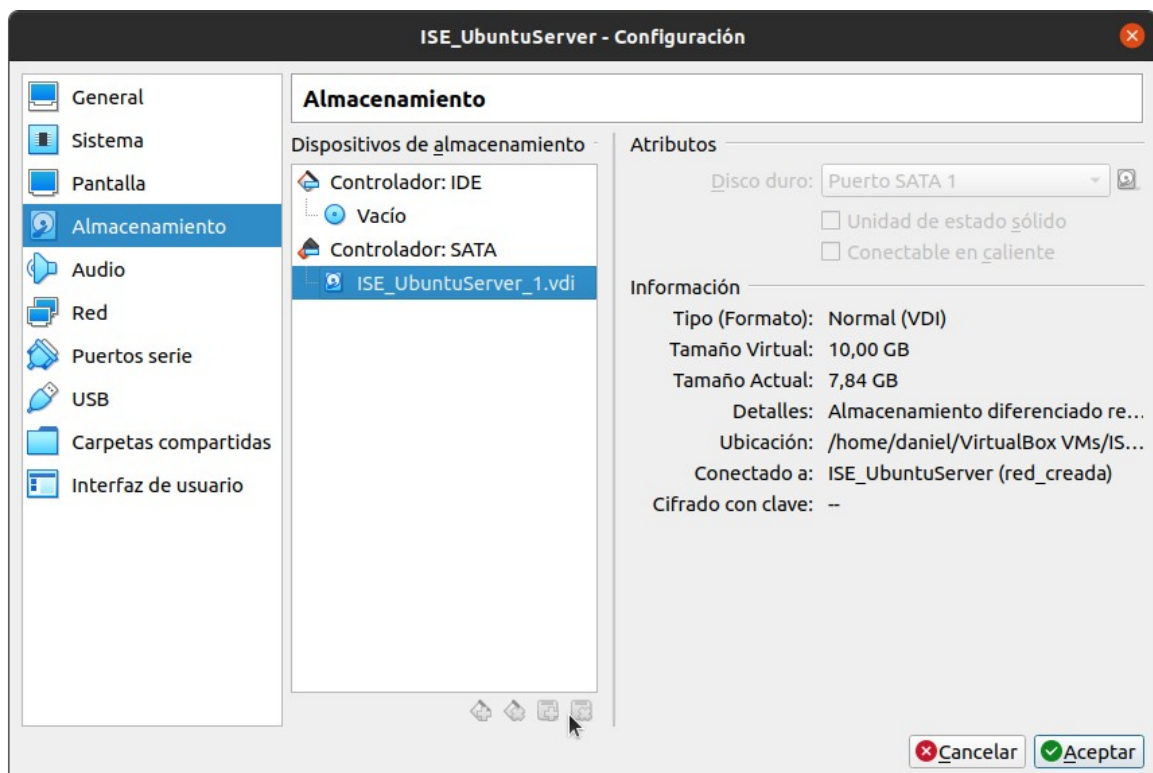 ISE_UbuntuServer - Configuración
General
Sistema
Pantalla
Almacenamiento
Audio
Red
Puertos serie
USB
Carpetas compartidas
Interfaz de usuario
Almacenamiento
Dispositivos de almacenamiento
Controlador: IDE
Vacío
Controlador: SATA
ISE_UbuntuServer_1.vdi
Atributos
Disco duro: Puerto SATA 1
Unidad de estado sólido
Conectable en caliente
Información
Tipo (Formato): Normal (VDI)
Tamaño Virtual: 10,00 GB
Tamaño Actual: 7,84 GB
Detalles: Almacenamiento diferenciado re...
Ubicación: /home/daniel/VirtualBox VMs/IS...
Conectado a: ISE_UbuntuServer (red_creada)
Cifrado con clave: --
Cancelar
Aceptar